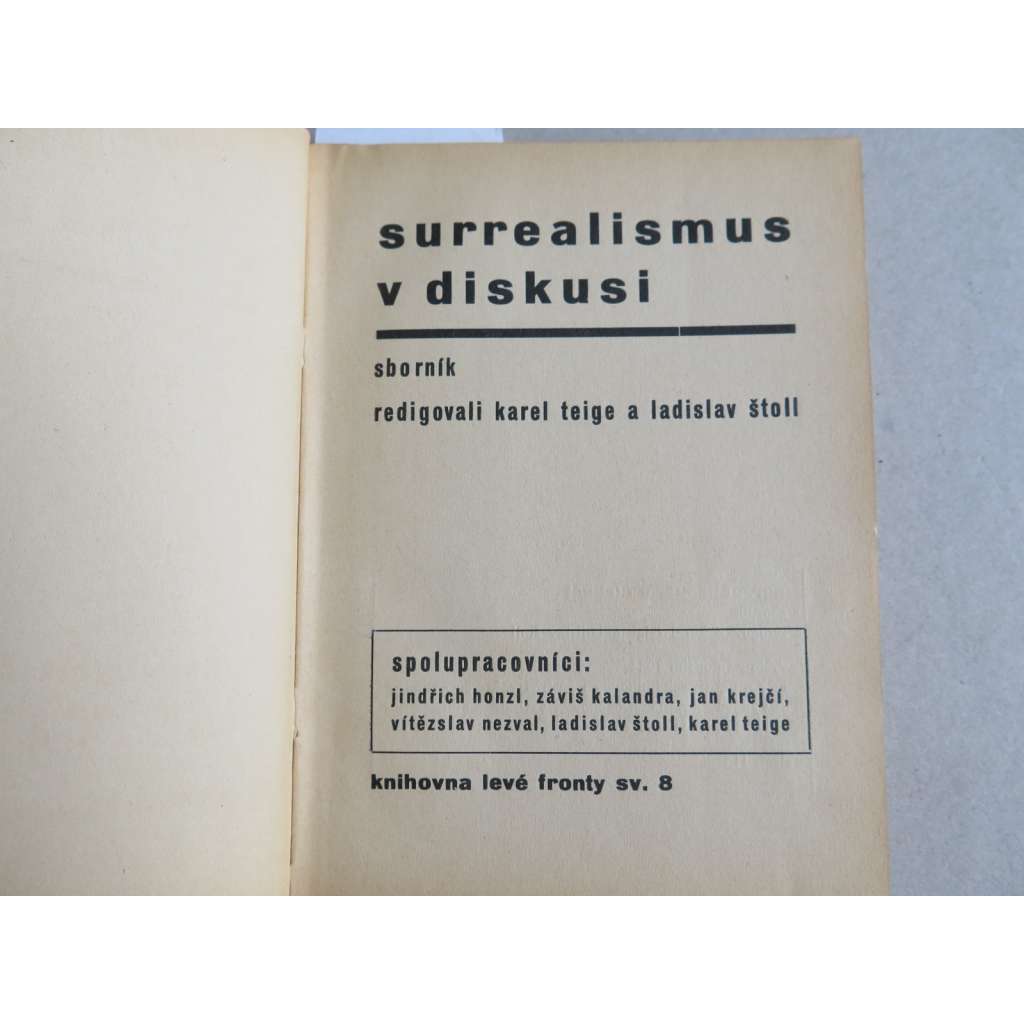 surrealismus
v diskusi
sborník
redigovali karel teige a ladislav štoll
spolupracovníci:
jindřich honzl, záviš kalandra, jan krejčí,
vítězslav nezval, ladislav štoll, karel teige
knihovna levé fronty sv. 8